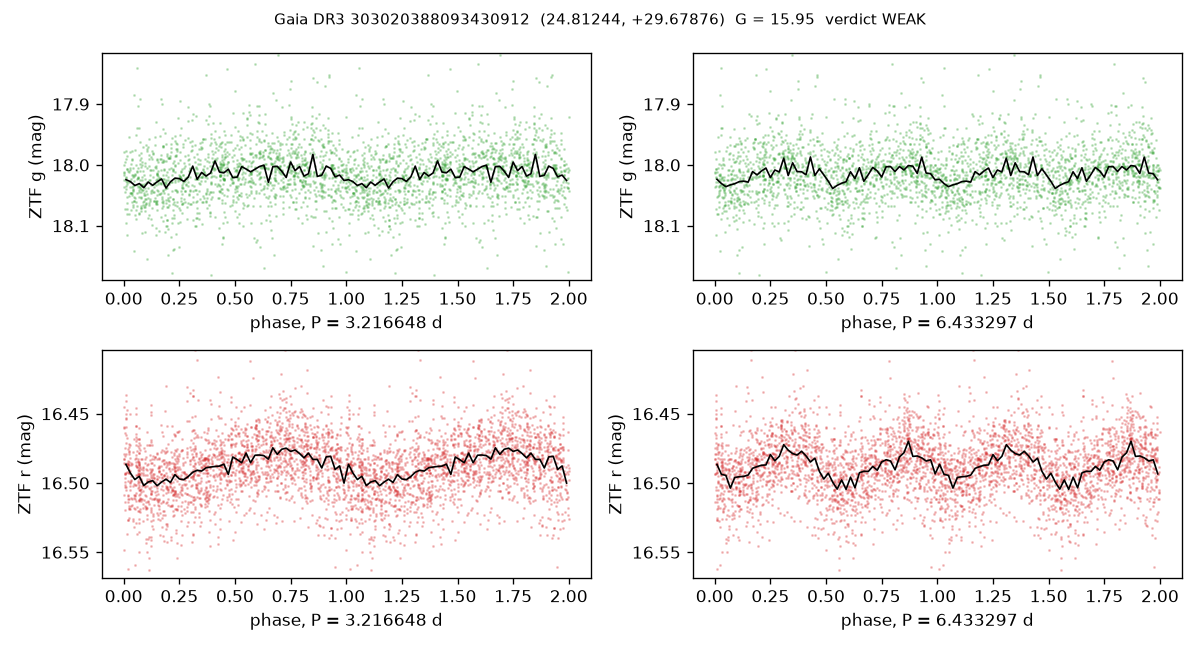 Gaia DR3 303020388093430912  (24.81244, +29.67876)  G = 15.95  verdict WEAK
ZTF g (mag)
17.9
18.0
18.1
0.00 0.25 0.50 0.75 1.00 1.25 1.50 1.75 2.00
phase, P = 3.216648 d
ZTF g (mag)
17.9
18.0
18.1
0.00 0.25 0.50 0.75 1.00 1.25 1.50 1.75 2.00
phase, P = 6.433297 d
ZTF r (mag)
16.45
16.50
16.55
0.00 0.25 0.50 0.75 1.00 1.25 1.50 1.75 2.00
phase, P = 3.216648 d
ZTF r (mag)
16.45
16.50
16.55
0.00 0.25 0.50 0.75 1.00 1.25 1.50 1.75 2.00
phase, P = 6.433297 d